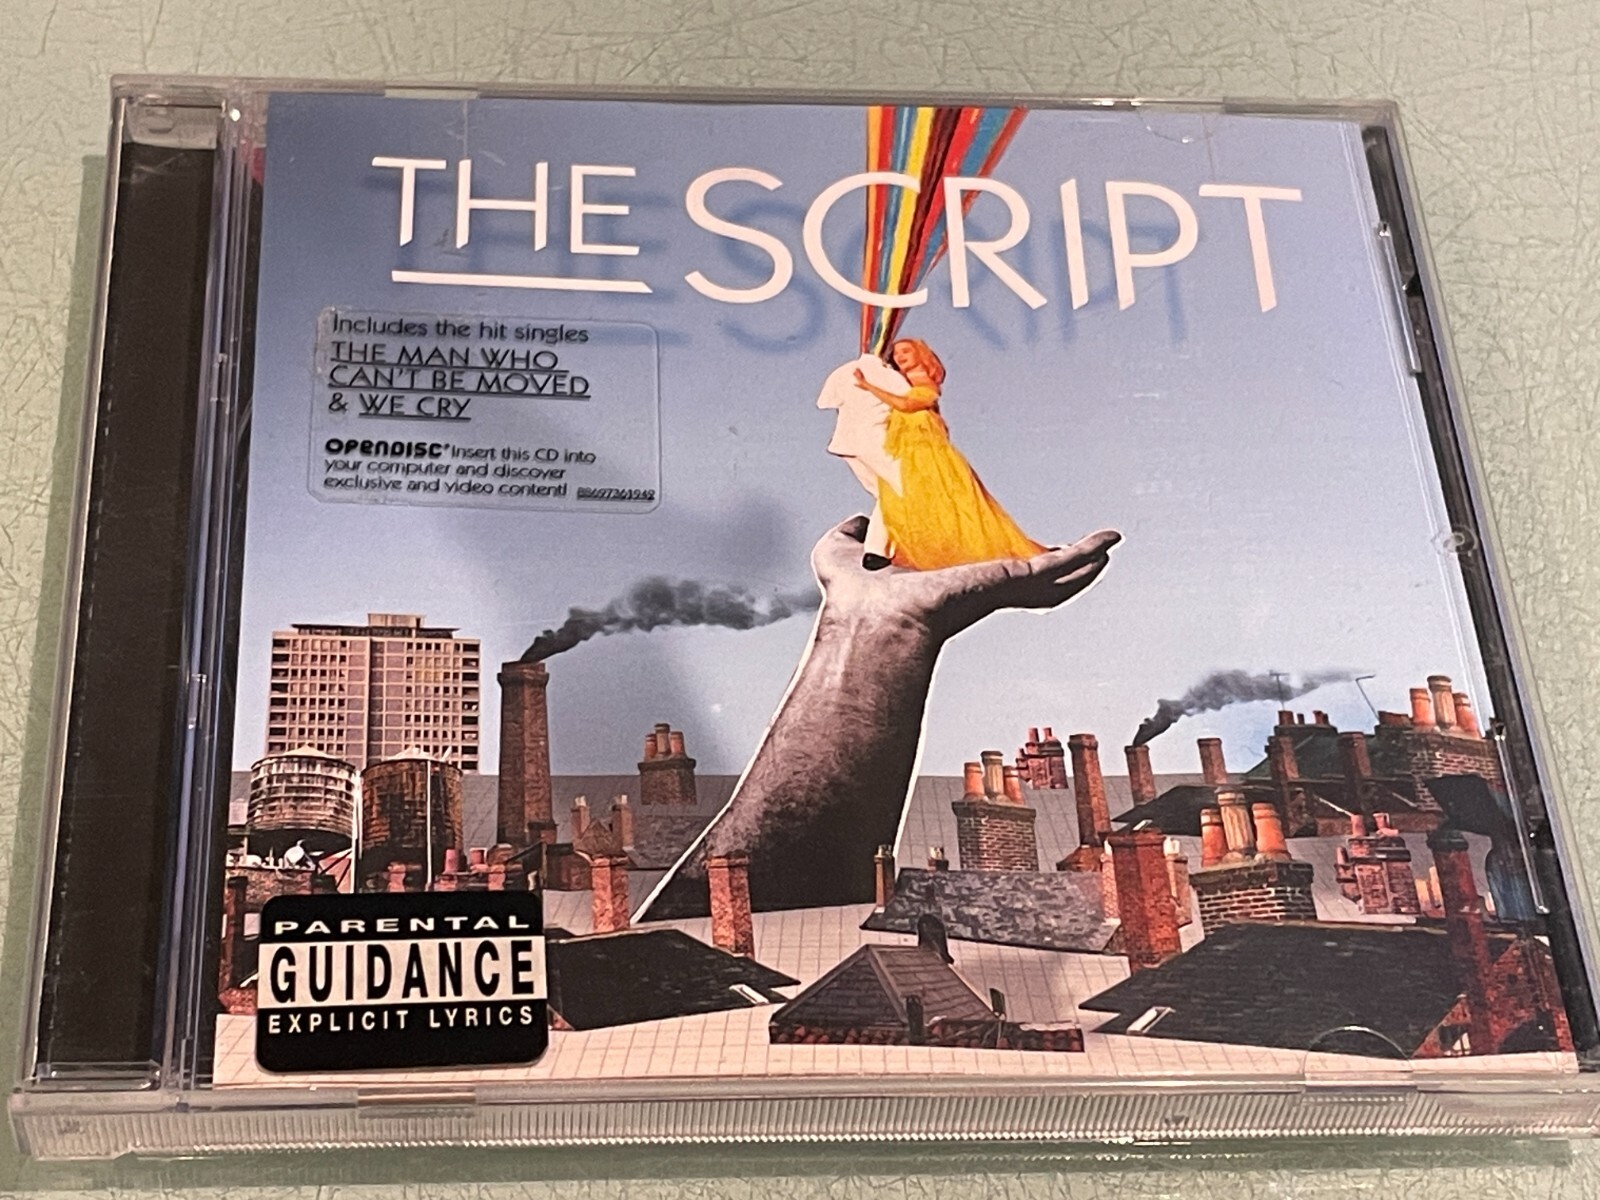 THE SCRIPT
Includes the hit singles
THE MAN WHO
CAN'T BE MOVED
& WE CRY
OPENDISC Insert this CD into
your computer and discover
exclusive and video content! 88697361942
PARENTAL
GUIDANCE
EXPLICIT LYRICS